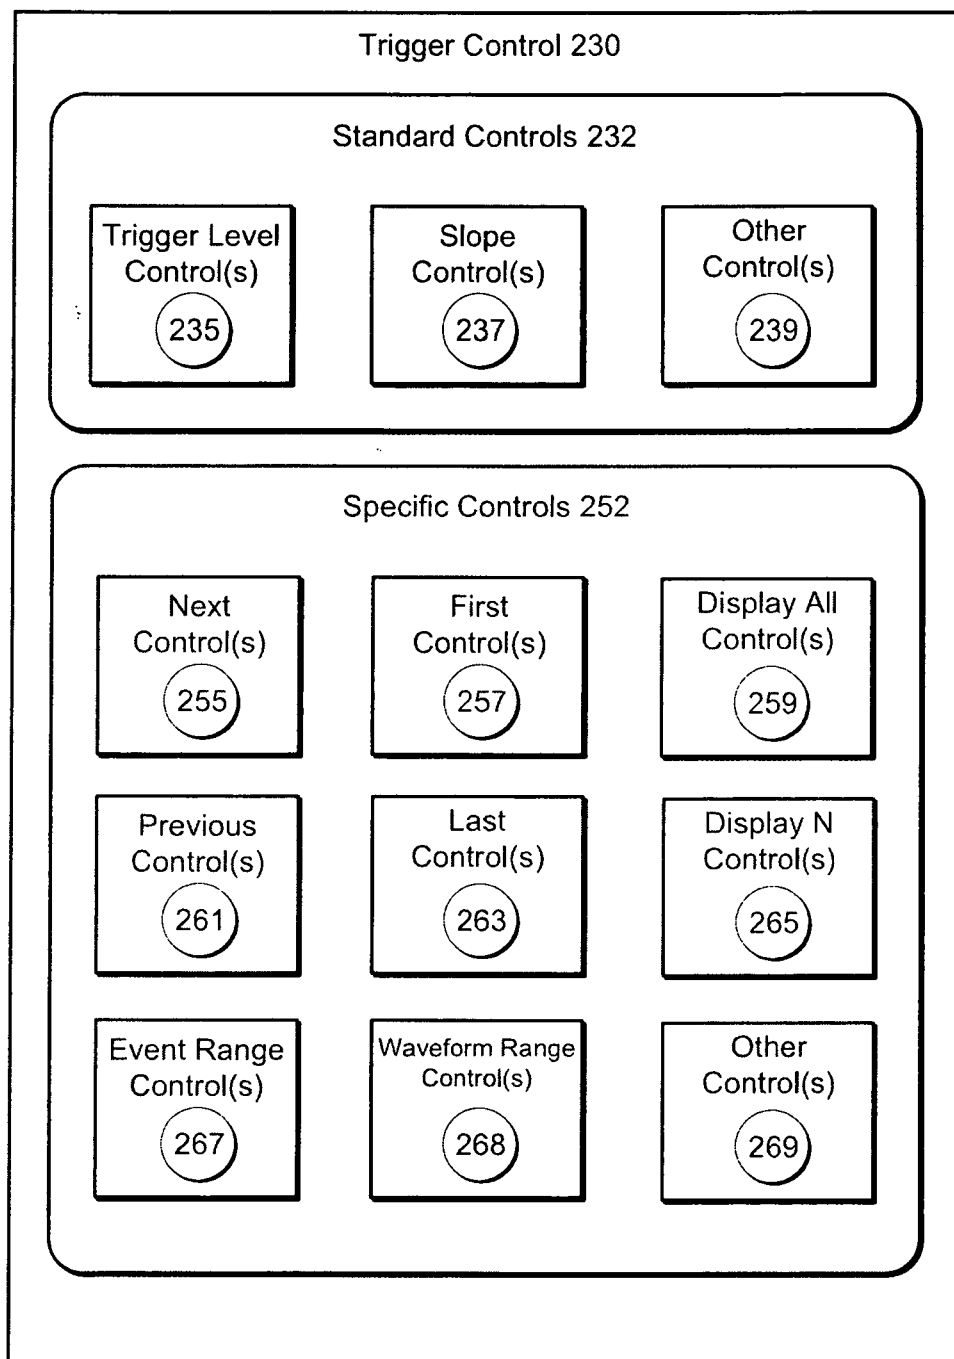 Trigger Control 230
Standard Controls 232
Trigger Level
Control(s)
235
Slope
Control(s)
237
Other
Control(s)
239
Specific Controls 252
Next
Control(s)
255
First
Control(s)
257
Display All
Control(s)
259
Previous
Control(s)
261
Last
Control(s)
263
Display N
Control(s)
265
Event Range
Control(s)
267
Waveform Range
Control(s)
268
Other
Control(s)
269